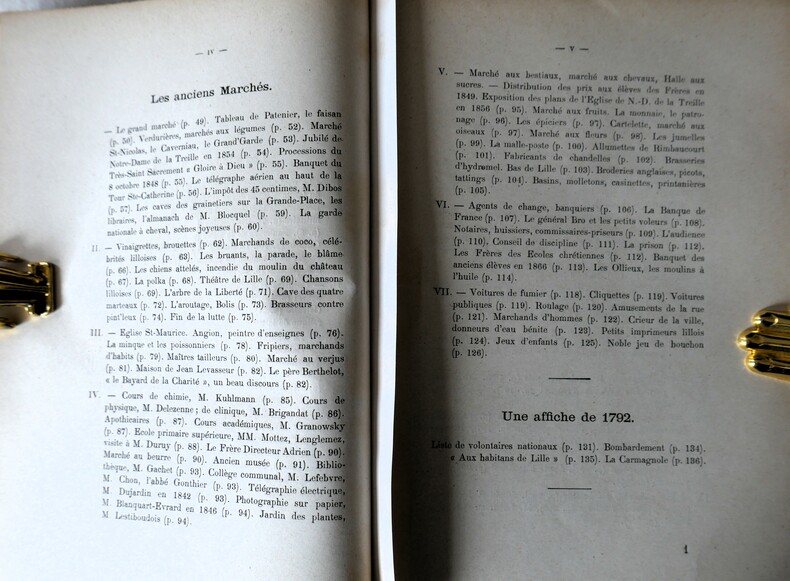 — IV —
Les anciens Marchés.
— Le grand marché (p. 49). Tableau de Patenier, le faisan
(p. 50). Verdurières, marchés aux légumes (p. 52). Marché
St-Nicolas, le Caverniau, le Grand'Garde (p. 53). Jubilé de
Notre-Dame de la Treille en 1854 (p. 54). Processions du
Très-Saint Sacrement « Gloire à Dieu » (p. 55). Banquet du
8 octobre 1848 (p. 55). Le télégraphe aérien au haut de la
Tour Ste-Catherine (p. 56). L'impôt des 45 centimes, M. Dibos
(p. 57). Les caves des grainetiers sur la Grande-Place, les
libraires, l'almanach de M. Blocquel (p. 59). La garde
nationale à cheval, scènes joyeuses (p. 60).
II. — Vinaigrettes, brouettes (p. 62). Marchands de coco, célé-
brités lilloises (p. 63). Les bruants, la parade, le blâme
(p. 66). Les chiens attelés, incendie du moulin du château
(p. 67). La polka (p. 68). Théâtre de Lille (p. 69). Chansons
lilloises (p. 69). L'arbre de la Liberté (p. 71). Cave des quatre
marteaux (p. 72). L'aroutage, Bolis (p. 73). Brasseurs contre
pint'leux (p. 74). Fin de la lutte (p. 75).
III. — Eglise St-Maurice. Angion, peintre d'enseignes (p. 76).
La minque et les poissonniers (p. 78). Fripiers, marchands
d'habits (p. 79). Maîtres tailleurs (p. 80). Marché au verjus
(p. 81). Maison de Jean Levasseur (p. 82). Le père Berthelot,
« le Bayard de la Charité », un beau discours (p. 82).
IV. — Cours de chimie, M. Kuhlmann (p. 85). Cours de
physique, M. Delezenne ; de clinique, M. Brigandat (p. 86).
Apothicaires (p. 87). Cours académiques, M. Granowsky
(p. 87). Ecole primaire supérieure, MM. Mottez, Lenglemez,
visite à M. Duruy (p. 88). Le Frère Directeur Adrien (p. 90).
Marché au beurre (p. 90). Ancien musée (p. 91). Biblio-
thèque, M. Gachet (p. 93). Collège communal, M. Lefebvre,
M. Chon, l'abbé Gonthier (p. 93). Télégraphie électrique,
M. Dujardin en 1842 (p. 93). Photographie sur papier,
M. Blanquart-Evrard en 1846 (p. 94). Jardin des plantes,
M. Lestiboudois (p. 94).
— V —
V. — Marché aux bestiaux, marché aux chevaux, Halle aux
sucres. — Distribution des prix aux élèves des Frères en
1849. Exposition des plans de l'Eglise de N.-D. de la Treille
en 1856 (p. 95). Marché aux fruits. La monnaie, le patro-
nage (p. 96). Les épiciers (p. 97). Cartelette, marché aux
oiseaux (p. 97). Marché aux fleurs (p. 98). Les jumelles
(p. 99). La malle-poste (p. 100). Allumettes de Himbaucourt
(p. 101). Fabricants de chandelles (p. 102). Brasseries
d'hydromel. Bas de Lille (p. 103). Broderies anglaises, picots,
tattings (p. 104). Basins, molletons, casinettes, printanières
(p. 105).
VI. — Agents de change, banquiers (p. 106). La Banque de
France (p. 107). Le général Bro et les petits voleurs (p. 108).
Notaires, huissiers, commissaires-priseurs (p. 109). L'audience
(p. 110). Conseil de discipline (p. 111). La prison (p. 112).
Les Frères des Ecoles chrétiennes (p. 112). Banquet des
anciens élèves en 1866 (p. 113). Les Ollieux, les moulins à
l'huile (p. 114).
VII. — Voitures de fumier (p. 118). Cliquettes (p. 119). Voitures
publiques (p. 119). Roulage (p. 120). Amusements de la rue
(p. 121). Marchands d'hommes (p. 122). Crieur de la ville,
donneurs d'eau bénite (p. 123). Petits imprimeurs lillois
(p. 124). Jeux d'enfants (p. 125). Noble jeu de bouchon
(p. 126).
Une affiche de 1792.
Liste de volontaires nationaux (p. 131). Bombardement (p. 134).
« Aux habitans de Lille » (p. 135). La Carmagnole (p. 136).
1